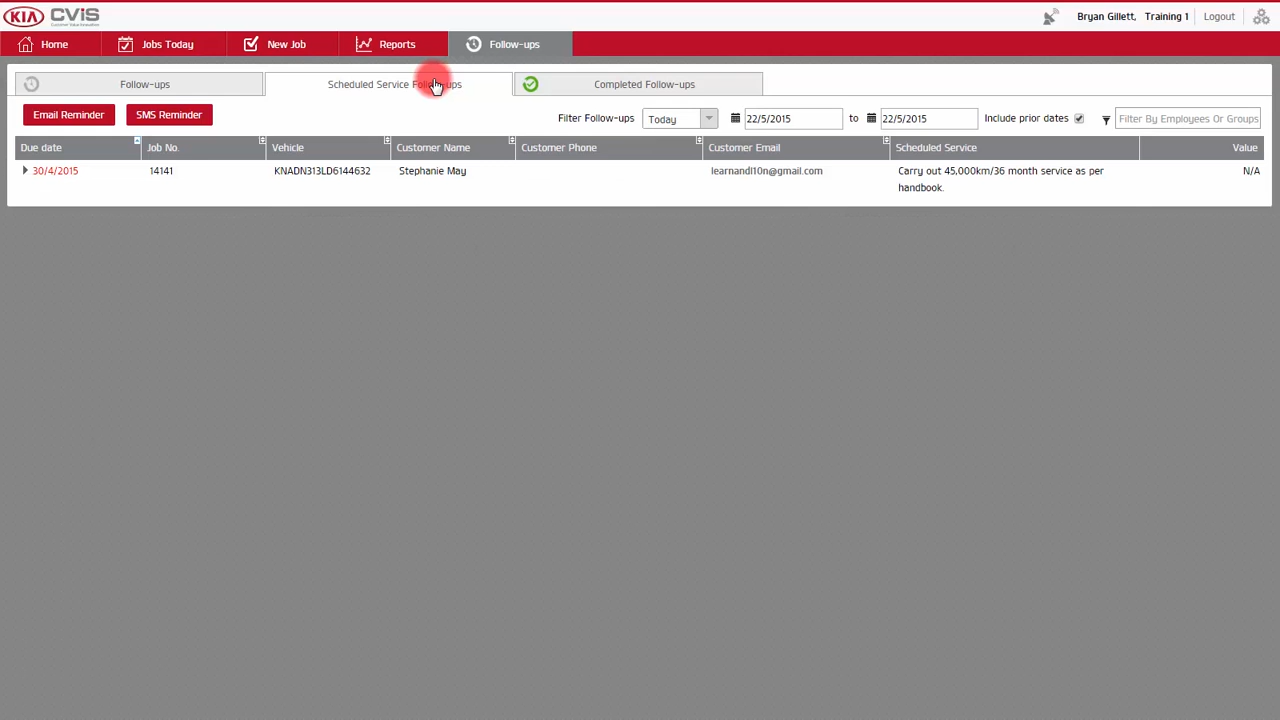 KIA CVIS Bryan Gillett, Training 1 Logout
Home Jobs Today New Job Reports Follow-ups
Follow-ups Scheduled Service Follow-ups Completed Follow-ups
Email Reminder SMS Reminder Filter Follow-ups Today 22/5/2015 to 22/5/2015 Include prior dates Filter By Employees Or Groups
Due date Job No. Vehicle Customer Name Customer Phone Customer Email Scheduled Service Value
30/4/2015 14141 KNADN313LD6144632 Stephanie May learnandl10n@gmail.com Carry out 45,000km/36 month service as per N/A
handbook.